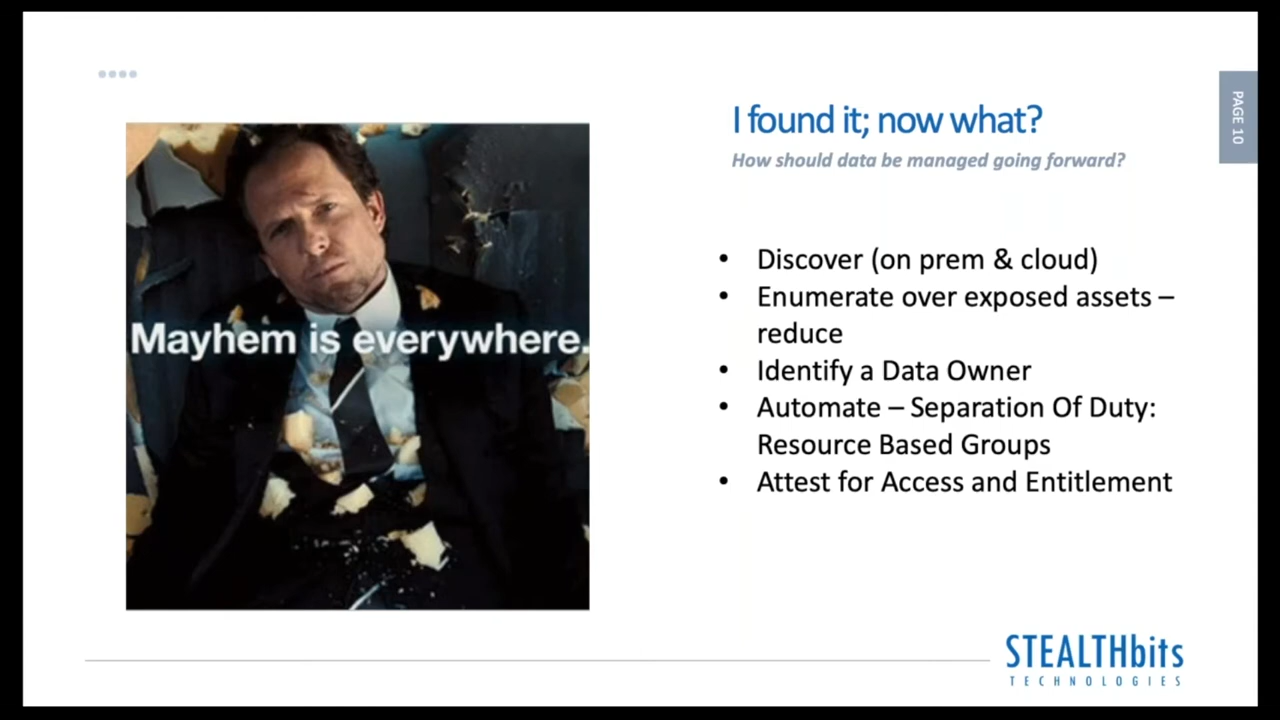 I found it; now what?
How should data be managed going forward?
PAGE 10
Mayhem is everywhere.
• Discover (on prem & cloud)
• Enumerate over exposed assets –
reduce
• Identify a Data Owner
• Automate – Separation Of Duty:
Resource Based Groups
• Attest for Access and Entitlement
STEALTHbits
TECHNOLOGIES